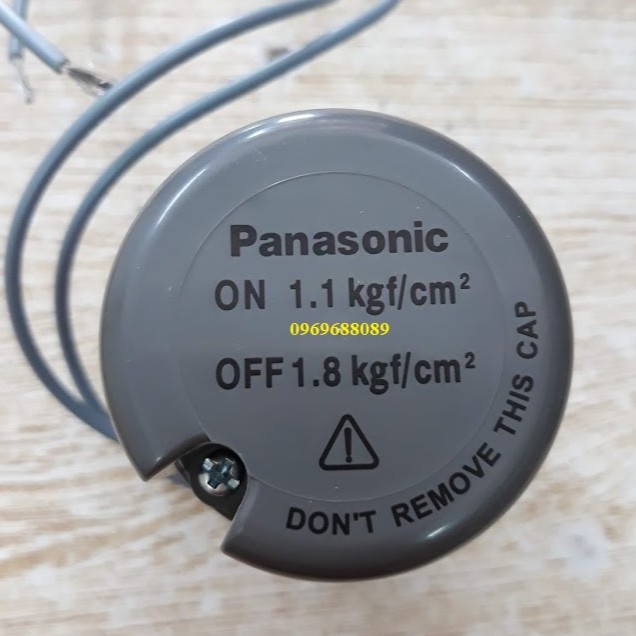 Panasonic
ON 1.1 kgf/cm²
0969688089
OFF 1.8 kgf/cm²
DON'T REMOVE THIS CAP